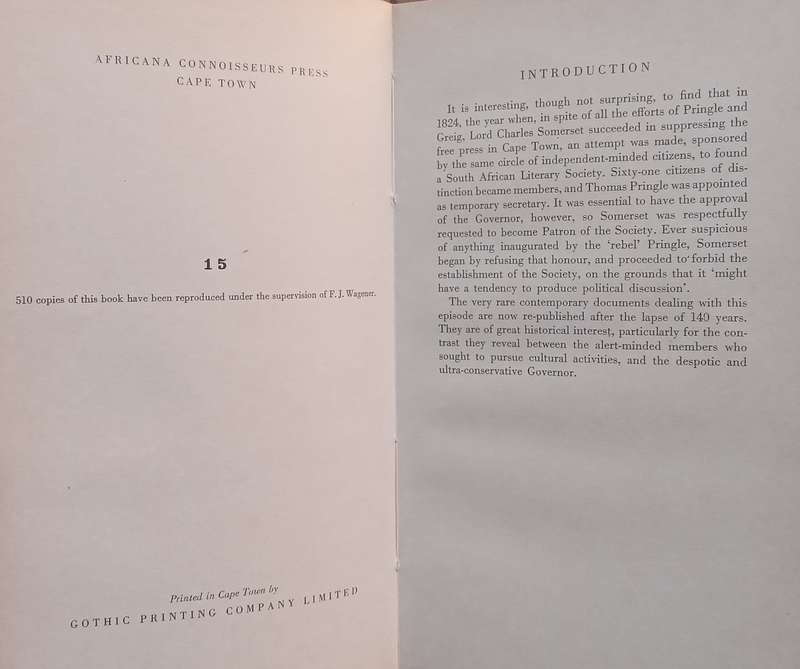 AFRICANA CONNOISSEURS PRESS
CAPE TOWN
15
510 copies of this book have been reproduced under the supervision of F. J. Wagener.
Printed in Cape Town by
GOTHIC PRINTING COMPANY LIMITED
INTRODUCTION
It is interesting, though not surprising, to find that in
1824, the year when, in spite of all the efforts of Pringle and
Greig, Lord Charles Somerset succeeded in suppressing the
free press in Cape Town, an attempt was made, sponsored
by the same circle of independent-minded citizens, to found
a South African Literary Society. Sixty-one citizens of dis-
tinction became members, and Thomas Pringle was appointed
as temporary secretary. It was essential to have the approval
of the Governor, however, so Somerset was respectfully
requested to become Patron of the Society. Ever suspicious
of anything inaugurated by the ‘rebel’ Pringle, Somerset
began by refusing that honour, and proceeded to forbid the
establishment of the Society, on the grounds that it ‘might
have a tendency to produce political discussion’.
The very rare contemporary documents dealing with this
episode are now re-published after the lapse of 140 years.
They are of great historical interest, particularly for the con-
trast they reveal between the alert-minded members who
sought to pursue cultural activities, and the despotic and
ultra-conservative Governor.